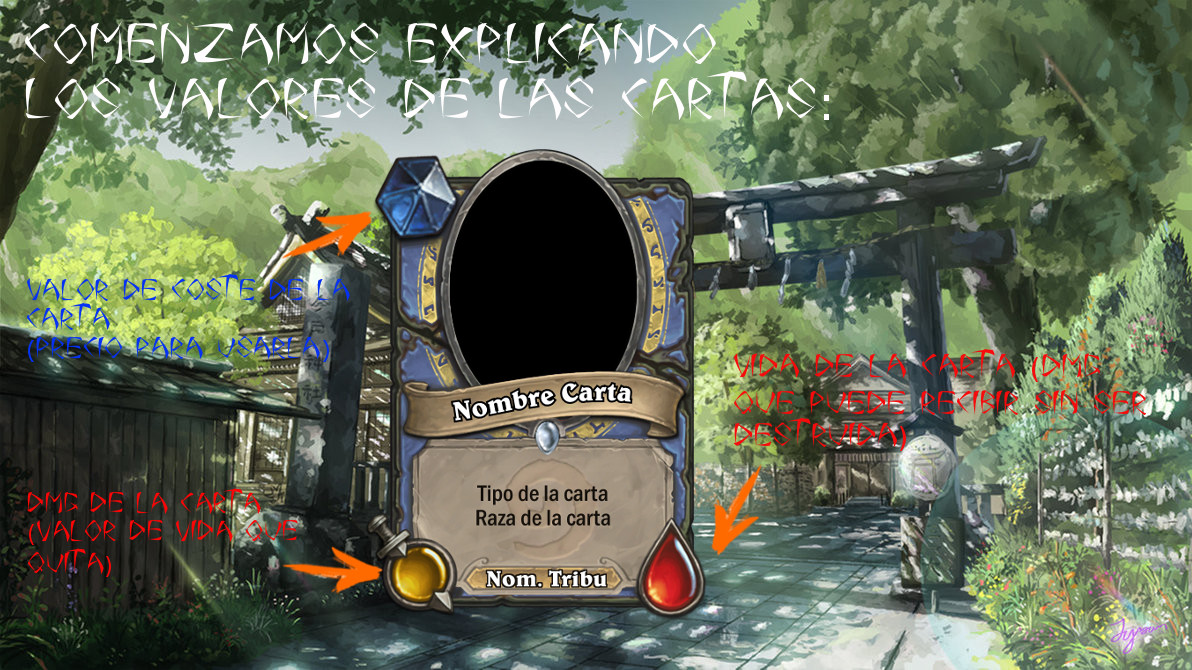 COMENZAMOS EXPLICANDO
LOS VALORES DE LAS CARTAS:
VALOR DE COSTE DE LA
CARTA
(PRECIO PARA USARLA)
VIDA DE LA CARTA (DMG
QUE PUEDE RECIBIR SIN SER
DESTRUIDA)
Nombre Carta
Tipo de la carta
Raza de la carta
DMG DE LA CARTA
(VALOR DE VIDA QUE
QUITA)
Nom. Tribu